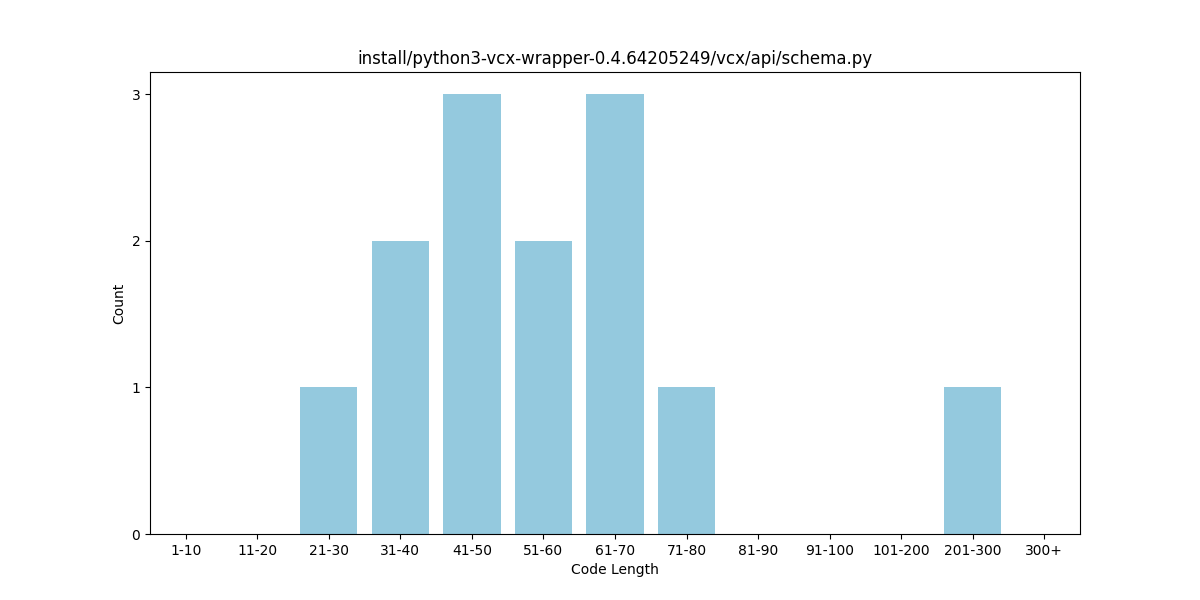 install/python3-vcx-wrapper-0.4.64205249/vcx/api/schema.py
3
2
1
0
Count
1-10 11-20 21-30 31-40 41-50 51-60 61-70 71-80 81-90 91-100 101-200 201-300 300+
Code Length